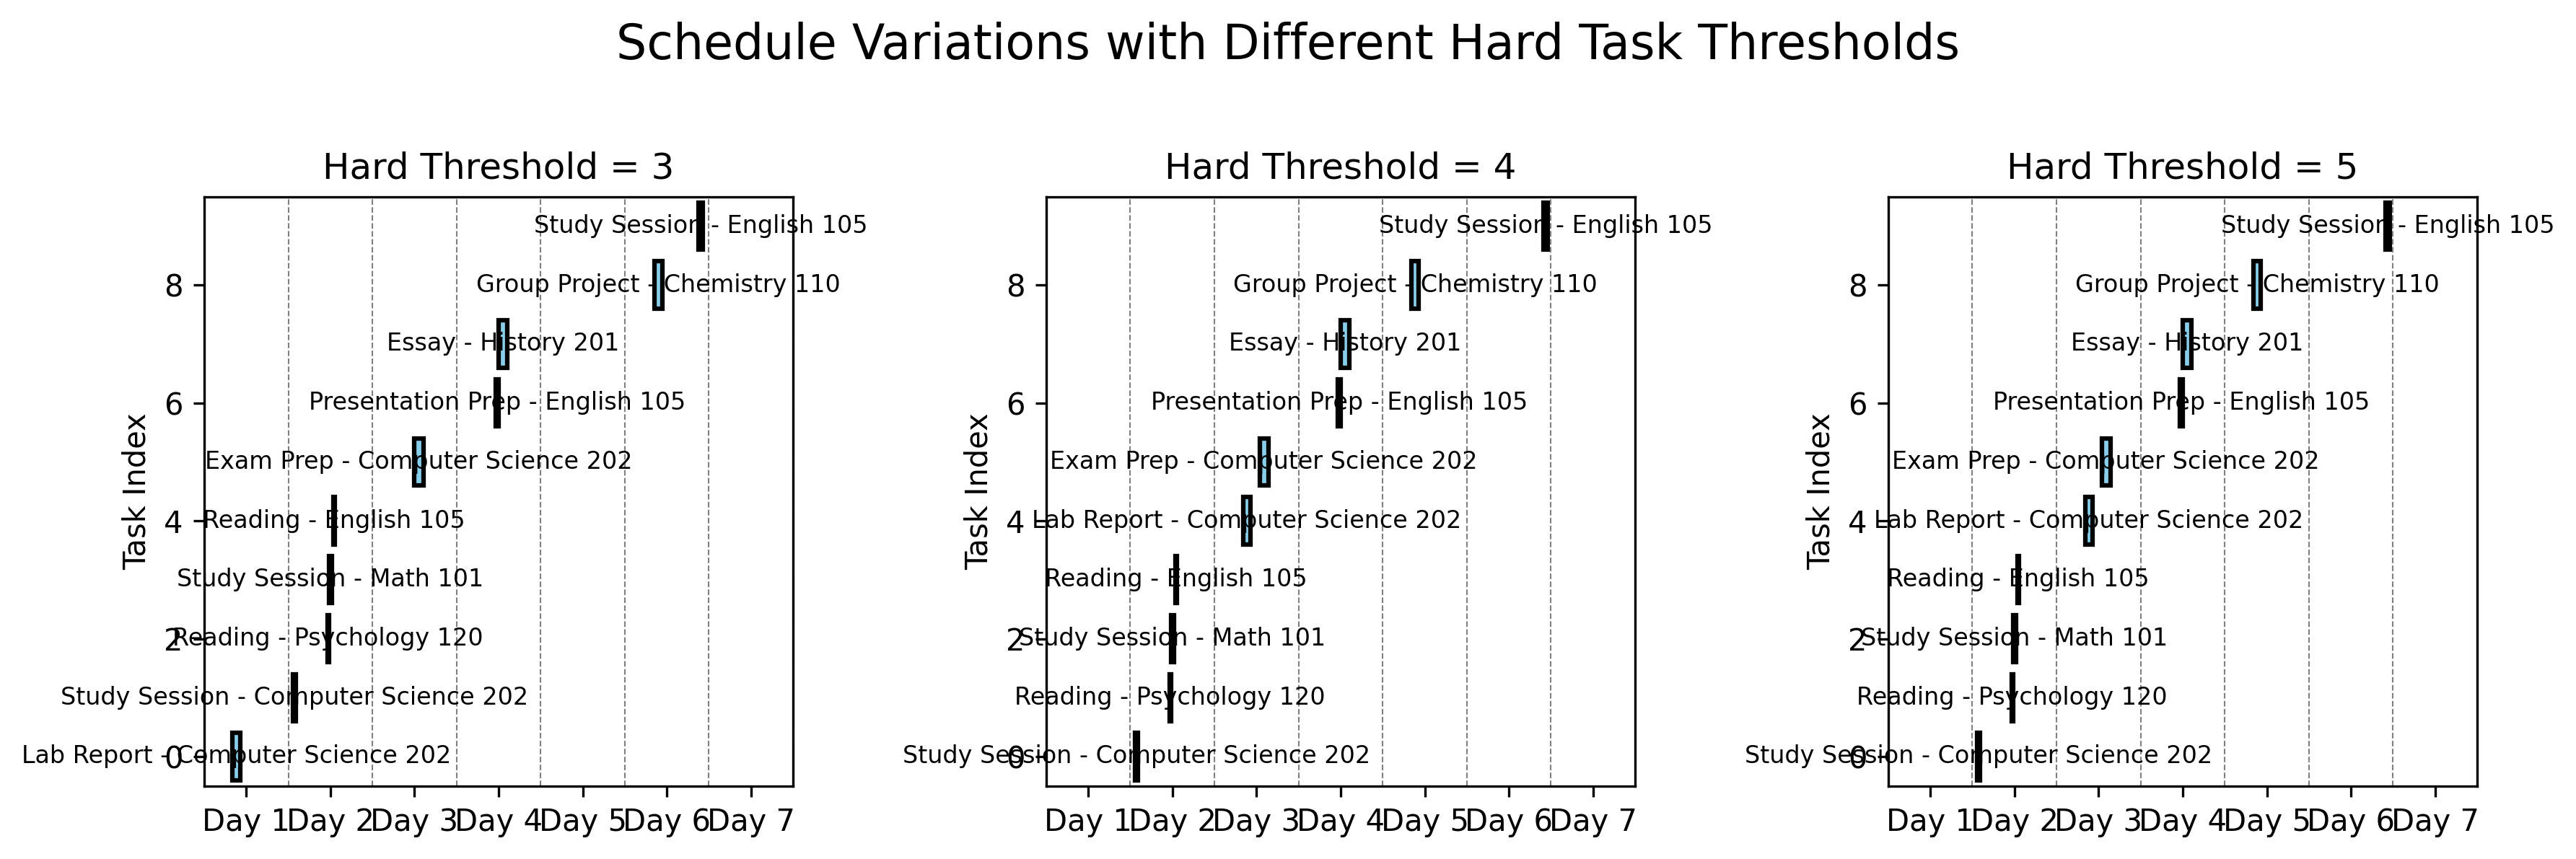 Schedule Variations with Different Hard Task Thresholds
Hard Threshold = 3
Task Index
8
6
4
2
0
Study Session - English 105
Group Project - Chemistry 110
Essay - History 201
Presentation Prep - English 105
Exam Prep - Computer Science 202
Reading - English 105
Study Session - Math 101
Reading - Psychology 120
Study Session - Computer Science 202
Lab Report - Computer Science 202
Day 1 Day 2 Day 3 Day 4 Day 5 Day 6 Day 7
Hard Threshold = 4
Task Index
8
6
4
2
0
Study Session - English 105
Group Project - Chemistry 110
Essay - History 201
Presentation Prep - English 105
Exam Prep - Computer Science 202
Lab Report - Computer Science 202
Reading - English 105
Study Session - Math 101
Reading - Psychology 120
Study Session - Computer Science 202
Day 1 Day 2 Day 3 Day 4 Day 5 Day 6 Day 7
Hard Threshold = 5
Task Index
8
6
4
2
0
Study Session - English 105
Group Project - Chemistry 110
Essay - History 201
Presentation Prep - English 105
Exam Prep - Computer Science 202
Lab Report - Computer Science 202
Reading - English 105
Study Session - Math 101
Reading - Psychology 120
Study Session - Computer Science 202
Day 1 Day 2 Day 3 Day 4 Day 5 Day 6 Day 7